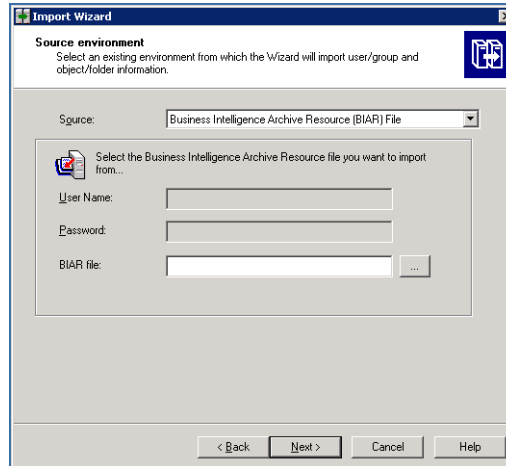 Import Wizard
Source environment
Select an existing environment from which the Wizard will import user/group and
object/folder information.
Source:
Business Intelligence Archive Resource (BIAR) File
Select the Business Intelligence Archive Resource file you want to import
from...
User Name:
Password:
BIAR file:
...
< Back
Next >
Cancel
Help